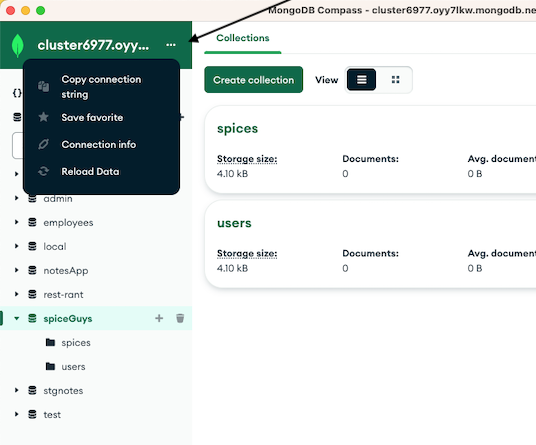 MongoDB Compass - cluster6977.oyy7lkw.mongodb.ne
cluster6977.oyy... ...
Copy connection
string
Save favorite
Connection info
Reload Data
{}
+
admin
employees
local
notesApp
rest-rant
spiceGuys +
spices
users
stgnotes
test
Collections
Create collection View
spices
Storage size: Documents: Avg. documen
4.10 kB 0 0 B
users
Storage size: Documents: Avg. documen
4.10 kB 0 0 B